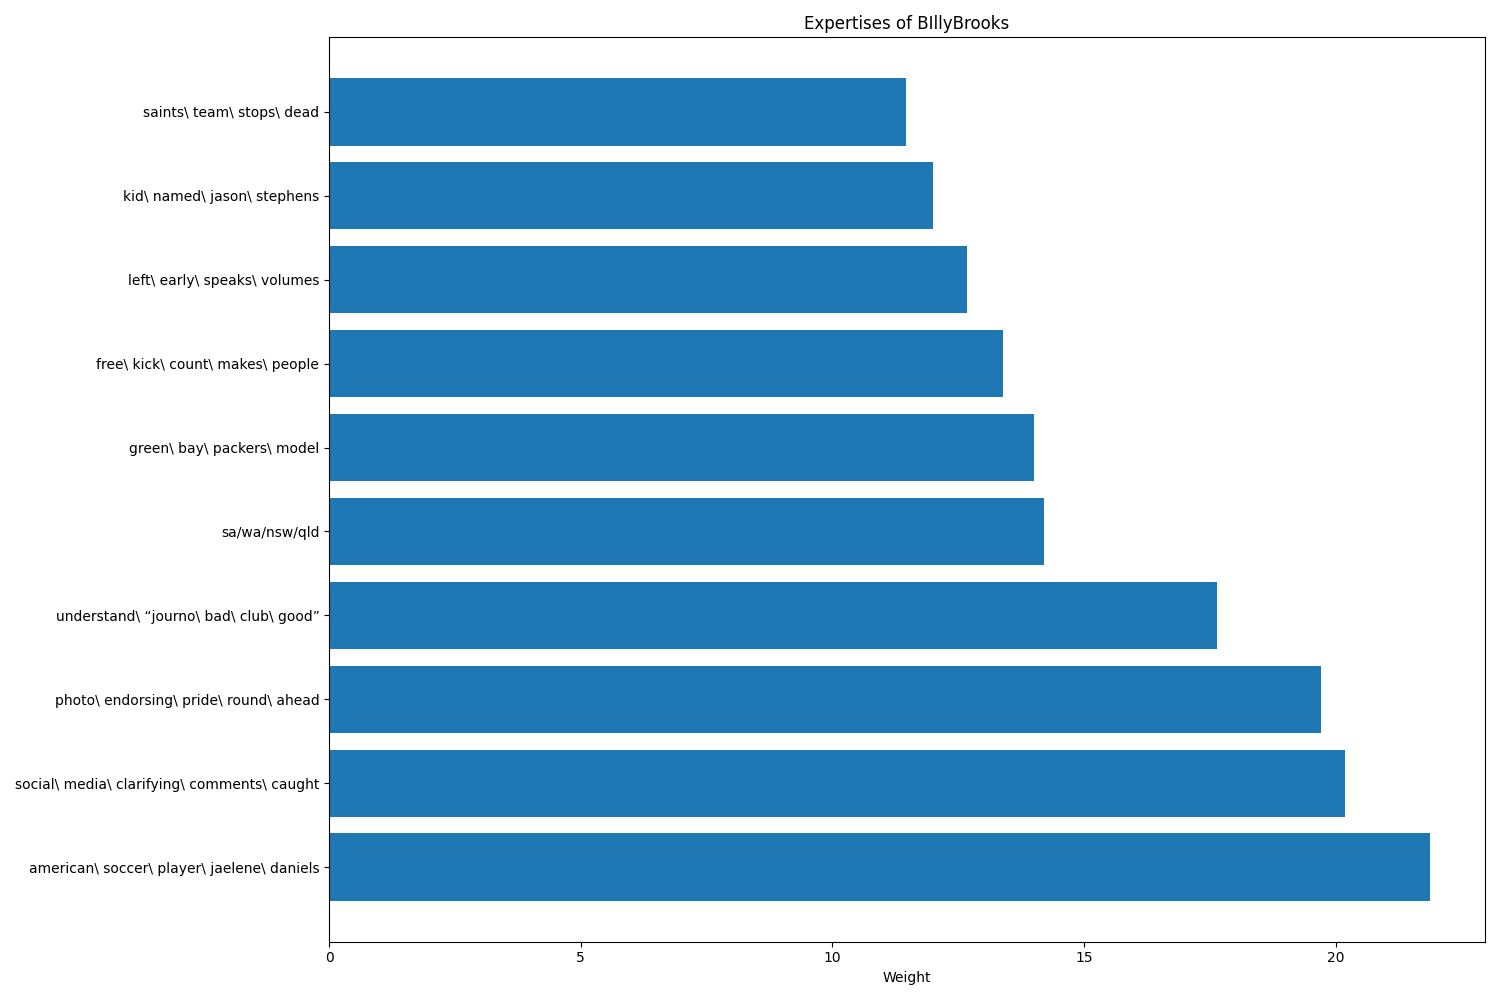 Expertises of BIllyBrooks
saints\ team\ stops\ dead
kid\ named\ jason\ stephens
left\ early\ speaks\ volumes
free\ kick\ count\ makes\ people
green\ bay\ packers\ model
sa/wa/nsw/qld
understand\ “journo\ bad\ club\ good”
photo\ endorsing\ pride\ round\ ahead
social\ media\ clarifying\ comments\ caught
american\ soccer\ player\ jaelene\ daniels
0 5 10 15 20
Weight